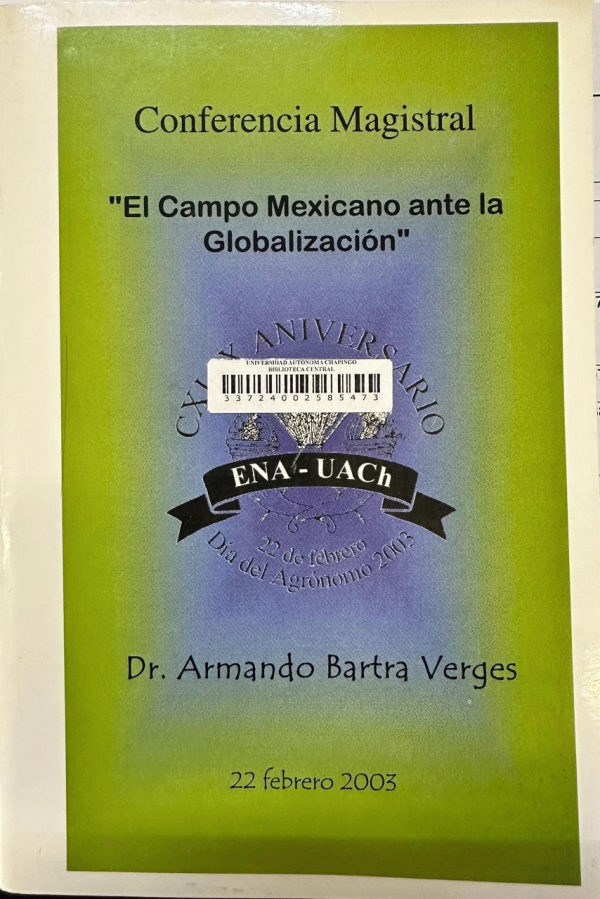 Conferencia Magistral
"El Campo Mexicano ante la
Globalización"
ANIVERSARIO
UNIVERSIDAD AUTÓNOMA CHAPINGO
BIBLIOTECA CENTRAL
33724002585473
ENA - UACh
22 de febrero
Día del Agrónomo 2003
Dr. Armando Bartra Verges
22 febrero 2003